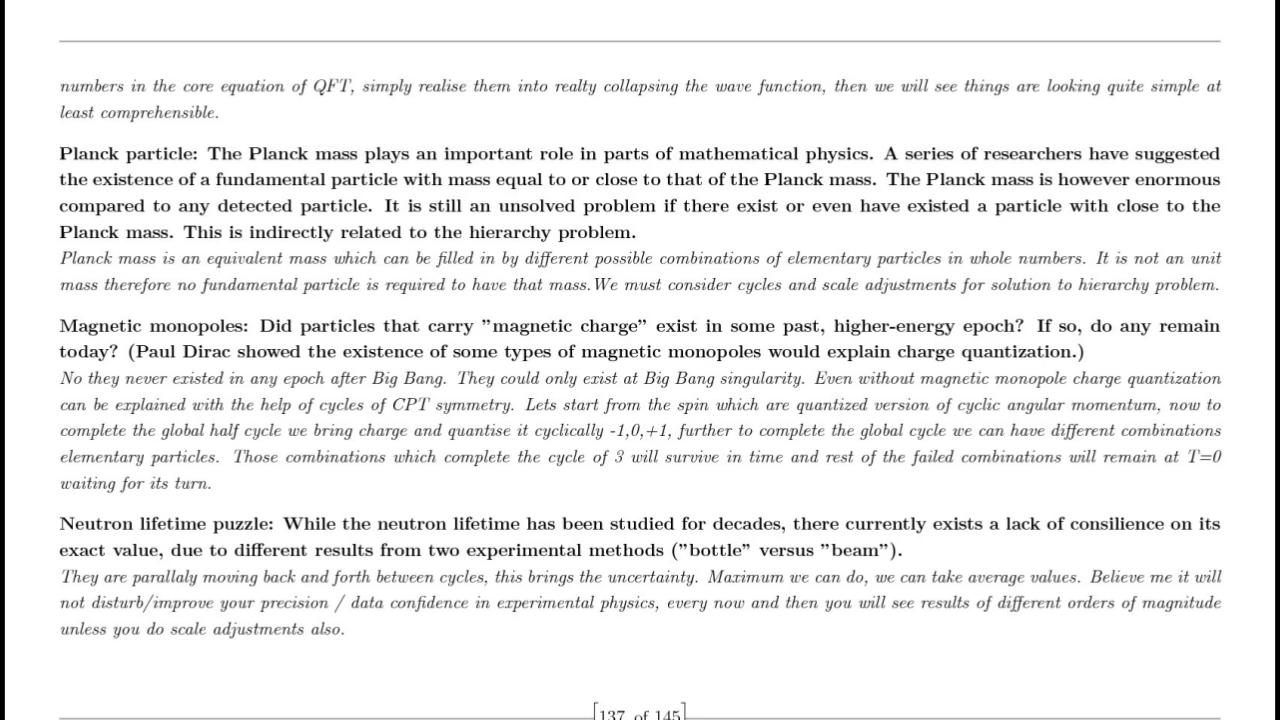 numbers in the core equation of QFT, simply realise them into realty collapsing the wave function, then we will see things are looking quite simple at
least comprehensible.
Planck particle: The Planck mass plays an important role in parts of mathematical physics. A series of researchers have suggested
the existence of a fundamental particle with mass equal to or close to that of the Planck mass. The Planck mass is however enormous
compared to any detected particle. It is still an unsolved problem if there exist or even have existed a particle with close to the
Planck mass. This is indirectly related to the hierarchy problem.
Planck mass is an equivalent mass which can be filled in by different possible combinations of elementary particles in whole numbers. It is not an unit
mass therefore no fundamental particle is required to have that mass. We must consider cycles and scale adjustments for solution to hierarchy problem.
Magnetic monopoles: Did particles that carry ”magnetic charge” exist in some past, higher-energy epoch? If so, do any remain
today? (Paul Dirac showed the existence of some types of magnetic monopoles would explain charge quantization.)
No they never existed in any epoch after Big Bang. They could only exist at Big Bang singularity. Even without magnetic monopole charge quantization
can be explained with the help of cycles of CPT symmetry. Lets start from the spin which are quantized version of cyclic angular momentum, now to
complete the global half cycle we bring charge and quantise it cyclically -1,0,+1, further to complete the global cycle we can have different combinations
elementary particles. Those combinations which complete the cycle of 3 will survive in time and rest of the failed combinations will remain at T=0
waiting for its turn.
Neutron lifetime puzzle: While the neutron lifetime has been studied for decades, there currently exists a lack of consilience on its
exact value, due to different results from two experimental methods (”bottle” versus ”beam”).
They are parallaly moving back and forth between cycles, this brings the uncertainty. Maximum we can do, we can take average values. Believe me it will
not disturb/improve your precision / data confidence in experimental physics, every now and then you will see results of different orders of magnitude
unless you do scale adjustments also.
[137 of 145]